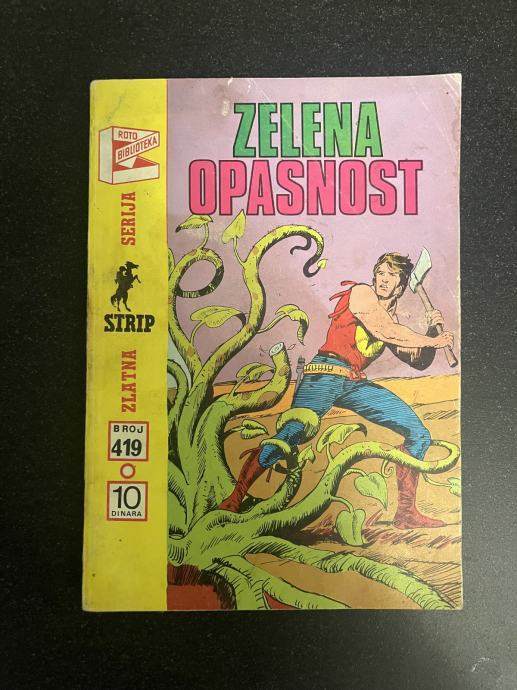 ROTO
BIBLIOTEKA
ZLATNA SERIJA
STRIP
BROJ
419
10
DINARA
ZELENA
OPASNOST